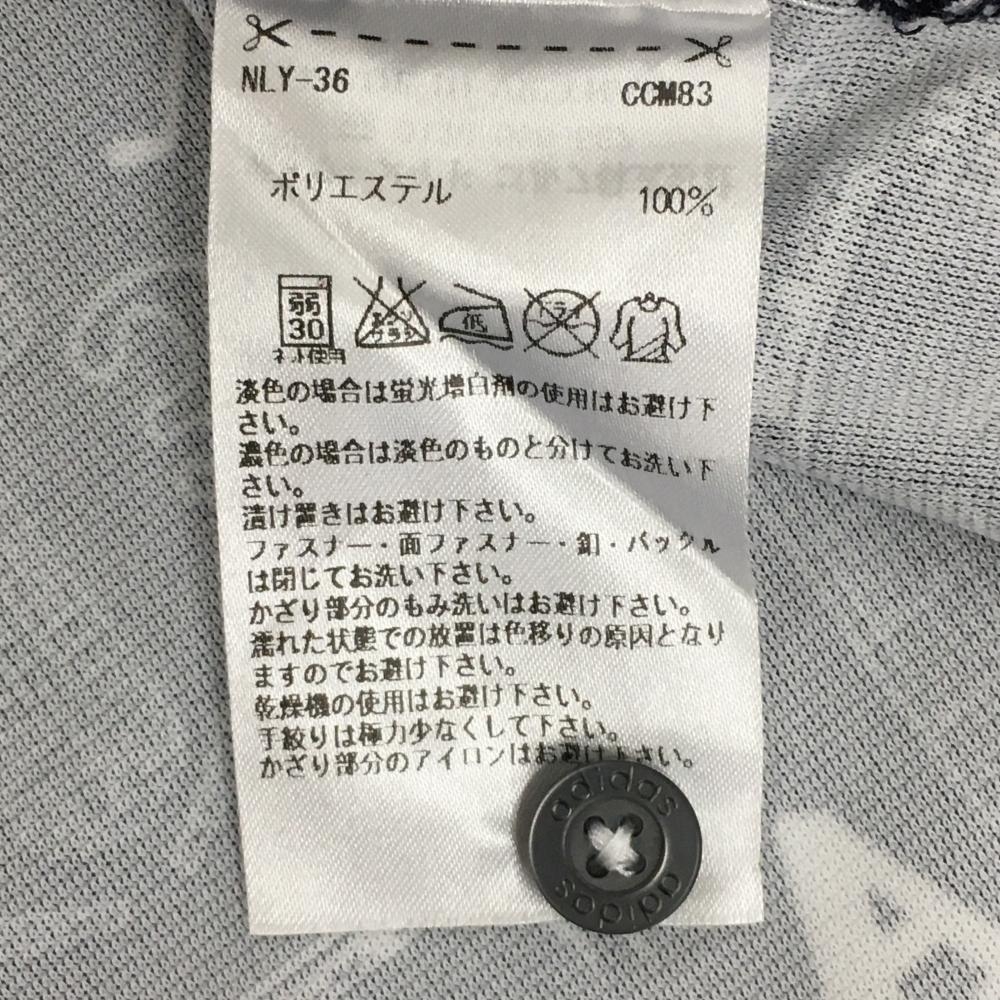 NLY-36 CCM83
ポリエステル 100%
弱
30
ネット使用
エンソ
サラシ
低
ドライ
淡色の場合は蛍光増白剤の使用はお避け下
さい。
濃色の場合は淡色のものと分けてお洗い下
さい。
漬け置きはお避け下さい。
ファスナー・面ファスナー・釦・バックル
は閉じてお洗い下さい。
かざり部分のもみ洗いはお避け下さい。
濡れた状態での放置は色移りの原因となり
ますのでお避け下さい。
乾燥機の使用はお避け下さい。
手絞りは極力少なくして下さい。
かざり部分のアイロンはお避け下さい。
adidas
adidas
A